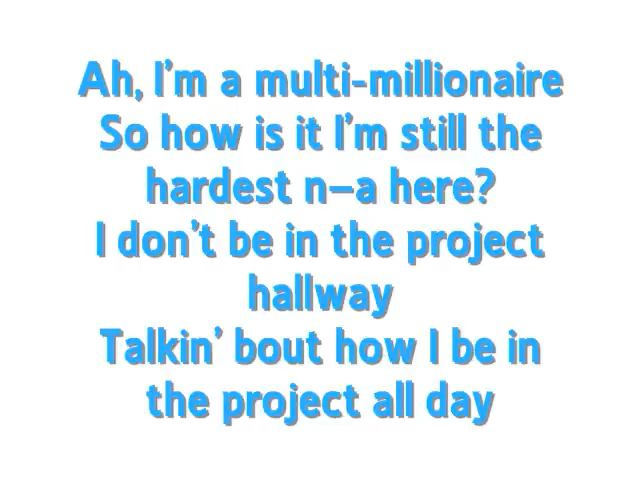 Ah, I'm a multi-millionaire
So how is it I'm still the
hardest n—a here?
I don't be in the project
hallway
Talkin' bout how I be in
the project all day